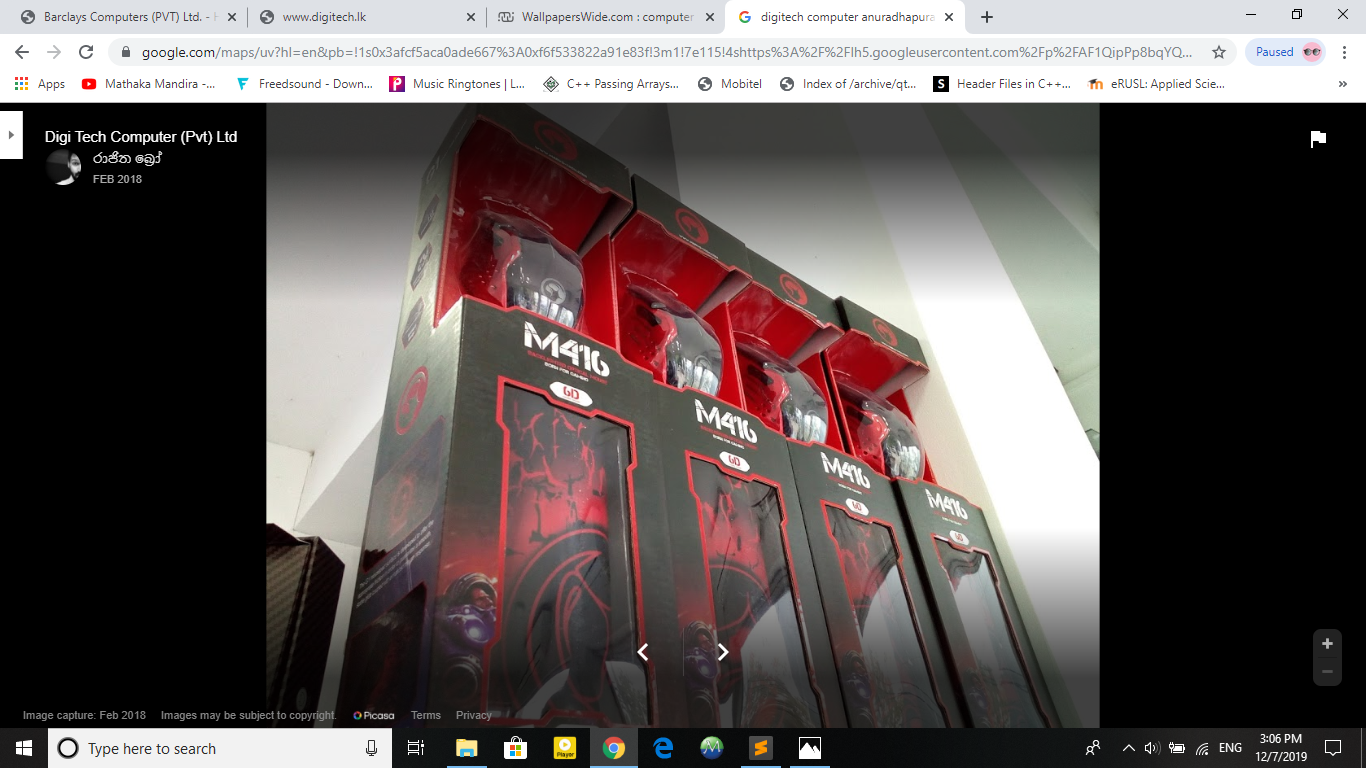 Barclays Computers (PVT) Ltd. - H
www.digitech.lk
WallpapersWide.com : computer
digitech computer anuradhapura
google.com/maps/uv?hl=en&pb=!1s0x3afcf5aca0ade667%3A0xf6f533822a91e83f!3m1!7e115!4shttps%3A%2F%2Flh5.googleusercontent.com%2Fp%2FAF1QipPp8bqYQ...
Paused
Apps
Mathaka Mandira -...
Freedsound - Down...
Music Ringtones | L...
C++ Passing Arrays...
Mobitel
Index of /archive/qt...
Header Files in C++...
eRUSL: Applied Scie...
Digi Tech Computer (Pvt) Ltd
රාජිත බ්‍රෝ
FEB 2018
M416
6D
M416
6D
M416
6D
M416
6D
Image capture: Feb 2018 Images may be subject to copyright. Picasa Terms Privacy
Type here to search
Player
ENG
3:06 PM
12/7/2019